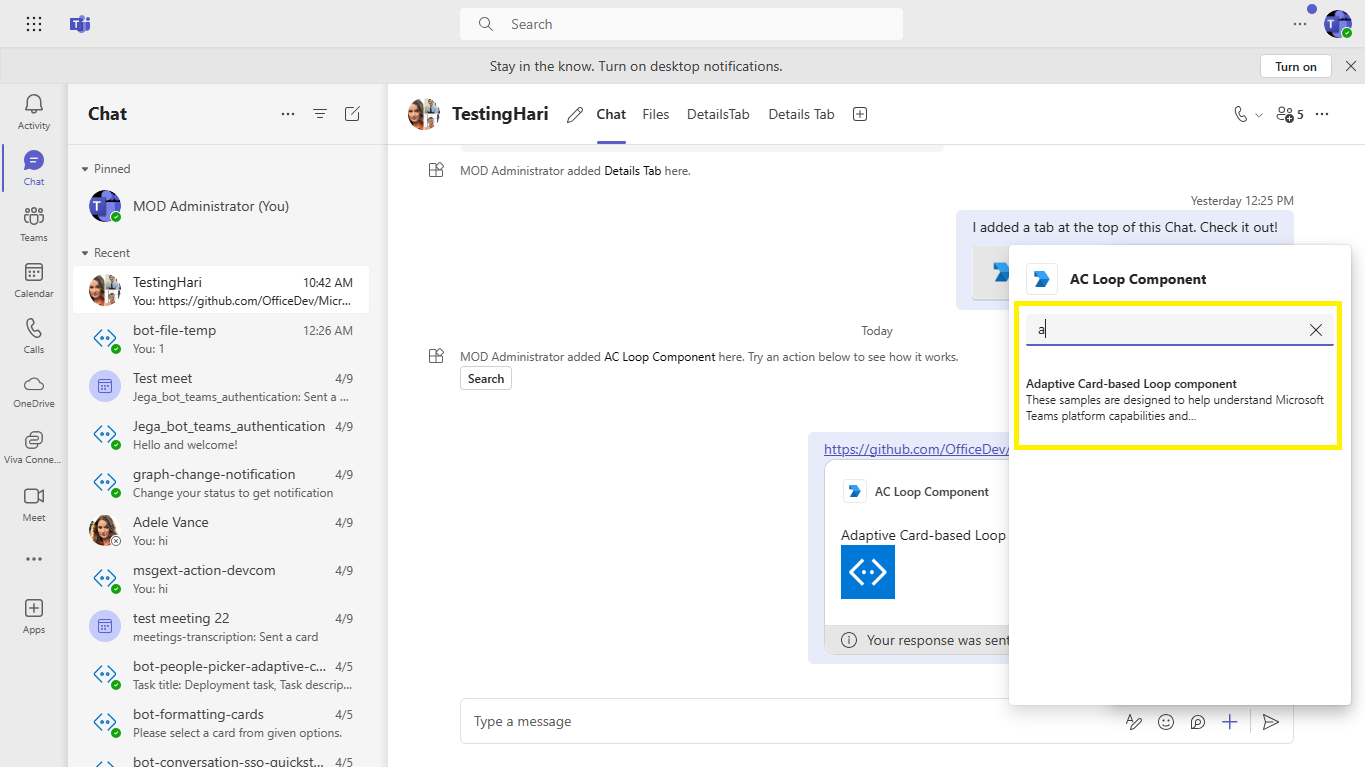 Search
Stay in the know. Turn on desktop notifications.
Turn on
Activity
Chat
Teams
Calendar
Calls
OneDrive
Viva Conne...
Meet
Apps
Chat
Pinned
MOD Administrator (You)
Recent
TestingHari 10:42 AM
You: https://github.com/OfficeDev/Micr...
bot-file-temp 12:26 AM
You: 1
Test meet 4/9
Jega_bot_teams_authentication: Sent a ...
Jega_bot_teams_authentication 4/9
Hello and welcome!
graph-change-notification 4/9
Change your status to get notification
Adele Vance 4/9
You: hi
msgext-action-devcom 4/9
You: hi
test meeting 22 4/9
meetings-transcription: Sent a card
bot-people-picker-adaptive-c... 4/5
Task title: Deployment task, Task descrip...
bot-formatting-cards 4/5
Please select a card from given options.
bot-conversation-sso-quickst... 4/5
TestingHari Chat Files DetailsTab Details Tab 5
MOD Administrator added Details Tab here.
Yesterday 12:25 PM
I added a tab at the top of this Chat. Check it out!
Today
MOD Administrator added AC Loop Component here. Try an action below to see how it works.
Search
https://github.com/OfficeDev/
AC Loop Component
Adaptive Card-based Loop
Your response was sent
Type a message
AC Loop Component
a
Adaptive Card-based Loop component
These samples are designed to help understand Microsoft
Teams platform capabilities and...